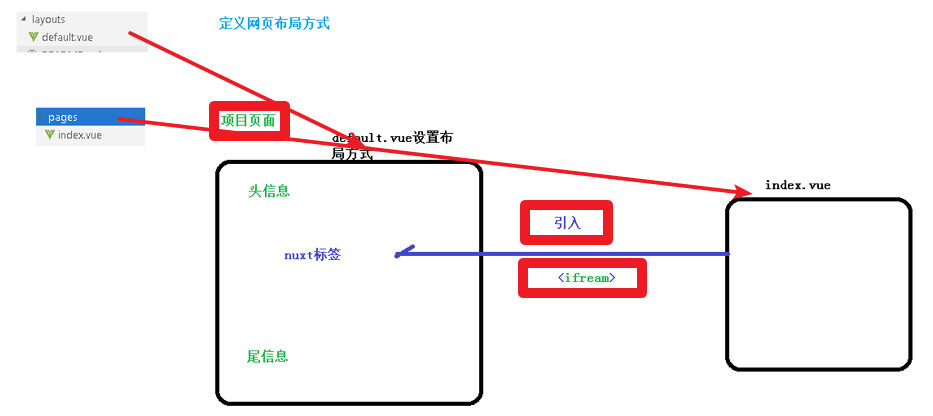 layouts
定义网页布局方式
default.vue
pages
项目页面
index.vue
default.vue设置布
局方式
index.vue
头信息
引入
nuxt标签
<ifream>
尾信息